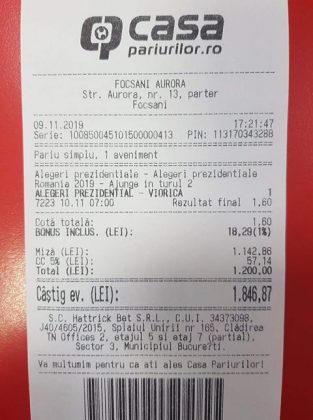 casa
pariurilor.ro
FOCSANI AURORA
Str. Aurora, nr. 13, parter
Focsani
09.11.2019 17:21:47
Serie: 10085004510150000413 PIN: 113170343288
Pariu simplu, 1 aveniment
Alegeri prezidentiale - Alegeri prezidentiale
Romania 2019 - Ajunge in turul 2
ALEGERI PREZIDENTIAL - VIORICA 1
7223 10.11 07:00 Rezultat final 1.60
Cotă totală: 1.60
BONUS INCLUS. (LEI): 18,29(1%)
Miză (LEI): 1.142,86
CC 5% (LEI): 57,14
Total (LEI): 1.200,00
Câştig ev. (LEI): 1.846,87
S.C. Hattrick Bet S.R.L., C.U.I. 34373098,
J40/4605/2015, Splaiul Unirii nr 165, Clădirea
TN Offices 2, etajul 5 si etaj 7 (partial),
Sector 3, Municipiul Bucureşti.
Va multumim pentru ca ati ales Casa Pariurilor!